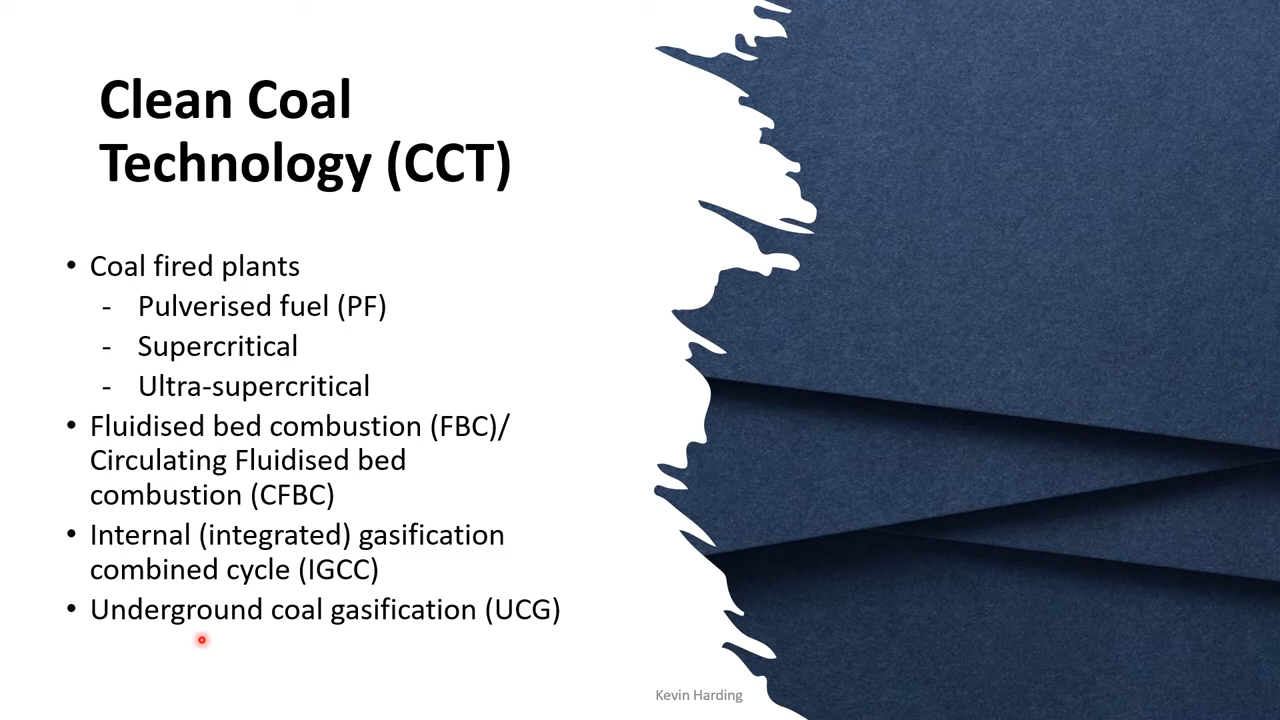 Clean Coal
Technology (CCT)
• Coal fired plants
- Pulverised fuel (PF)
- Supercritical
- Ultra-supercritical
• Fluidised bed combustion (FBC)/
Circulating Fluidised bed
combustion (CFBC)
• Internal (integrated) gasification
combined cycle (IGCC)
• Underground coal gasification (UCG)
Kevin Harding